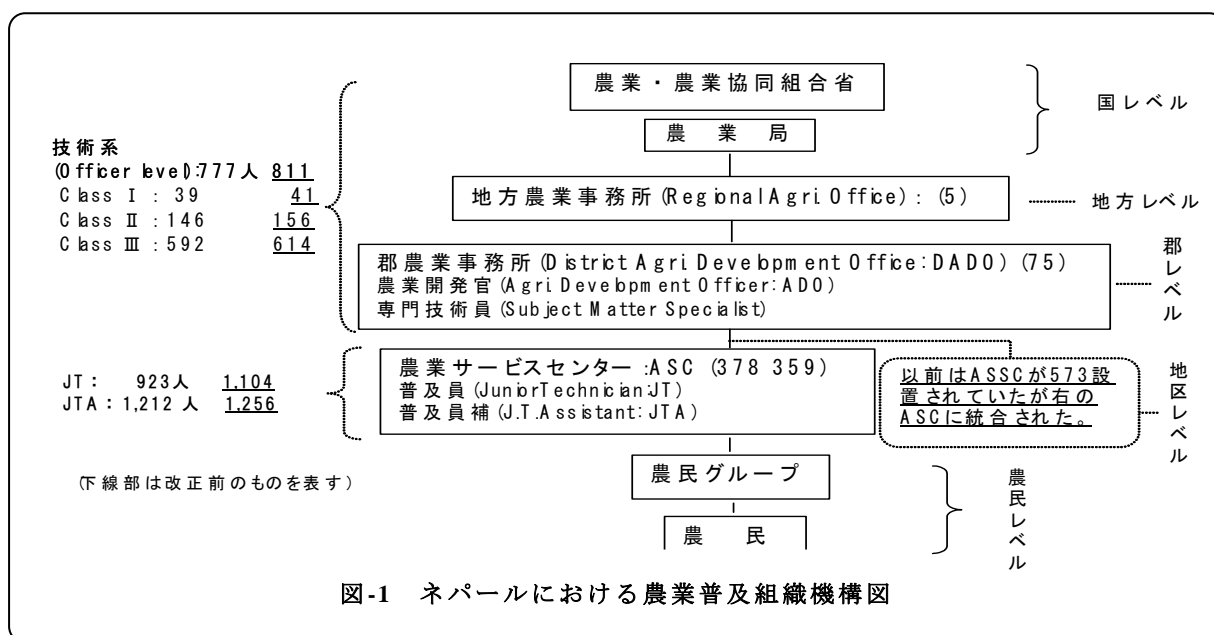 農業・農業協同組合省
農業局
国レベル
技術系
(Officer level):777人 811
Class Ⅰ : 39 41
Class Ⅱ : 146 156
Class Ⅲ : 592 614
地方農業事務所(Regional Agri. Office): (5)
地方レベル
郡農業事務所(District Agri. Development Office: DADO) (75)
農業開発官(Agri. Development Officer: ADO)
専門技術員(Subject Matter Specialist)
郡レベル
農業サービスセンター:ASC (378 359)
普及員(Junior Technician:JT)
普及員補(J.T. Assistant: JTA)
JT: 923人 1,104
JTA: 1,212人 1,256
以前はASSCが573設
置されていたが右の
ASCに統合された。
地区レベル
農民グループ
農民
農民レベル
(下線部は改正前のものを表す)
図-1 ネパールにおける農業普及組織機構図